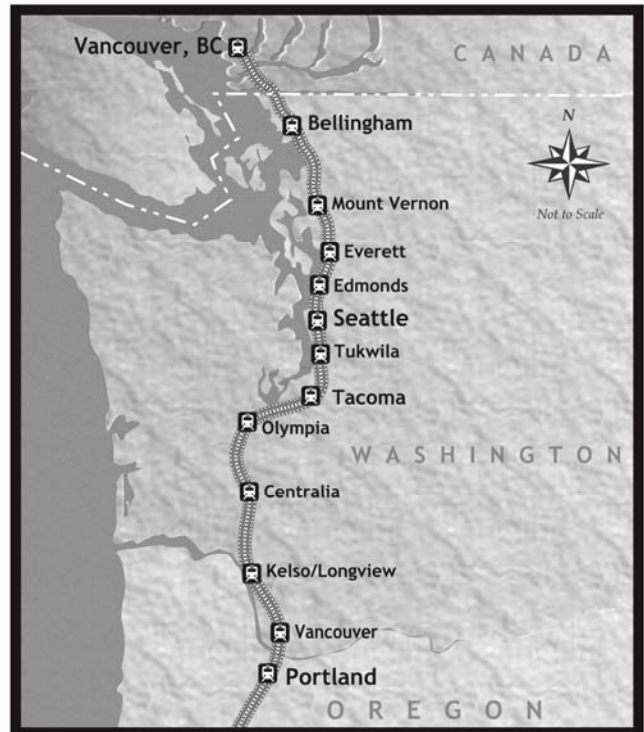 Vancouver, BC
CANADA
Bellingham
N
Mount Vernon
Not to Scale
Everett
Edmonds
Seattle
Tukwila
Tacoma
Olympia
WASHINGTON
Centralia
Kelso/Longview
Vancouver
Portland
OREGON